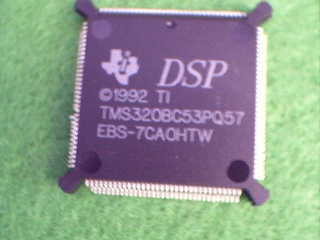 DSP
©1992 TI
TMS320BC53PQ57
EBS-7CA0HTW